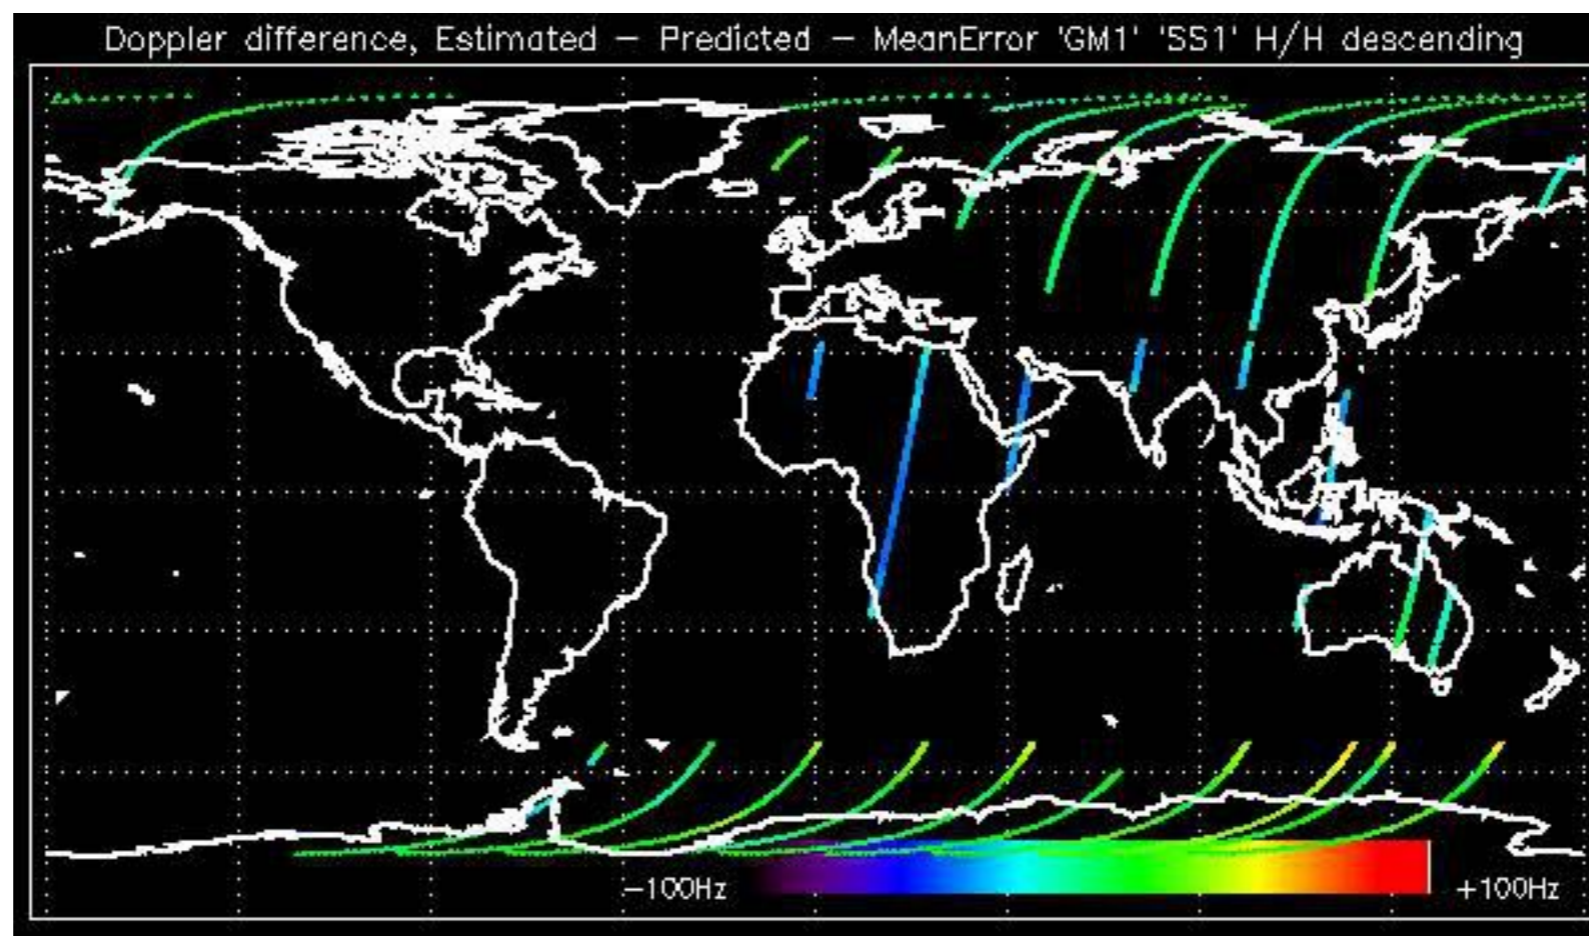 Doppler difference, Estimated — Predicted — MeanError 'GM1' 'SS1' H/H descending
−100Hz
+100Hz